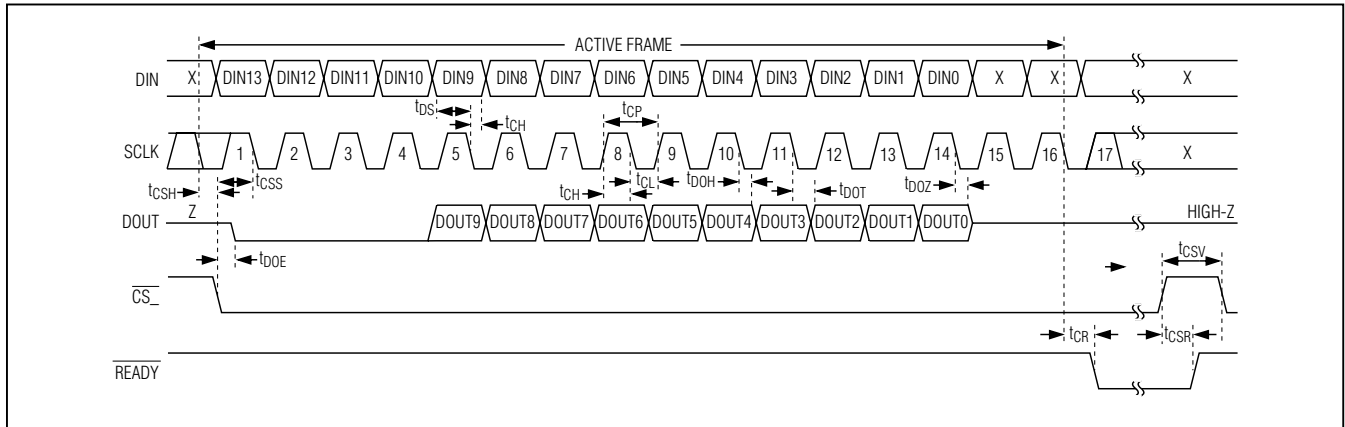 ACTIVE FRAME
DIN X DIN13 DIN12 DIN11 DIN10 DIN9 DIN8 DIN7 DIN6 DIN5 DIN4 DIN3 DIN2 DIN1 DIN0 X X X
tDS tCH tCP
SCLK 1 2 3 4 5 6 7 8 9 10 11 12 13 14 15 16 17 X
tCSH tCSS tCH tCL tDOH tDOT tDOZ
DOUT Z DOUT9 DOUT8 DOUT7 DOUT6 DOUT5 DOUT4 DOUT3 DOUT2 DOUT1 DOUT0 HIGH-Z
tDOE tCSV
CS_
tCR tCSR
READY